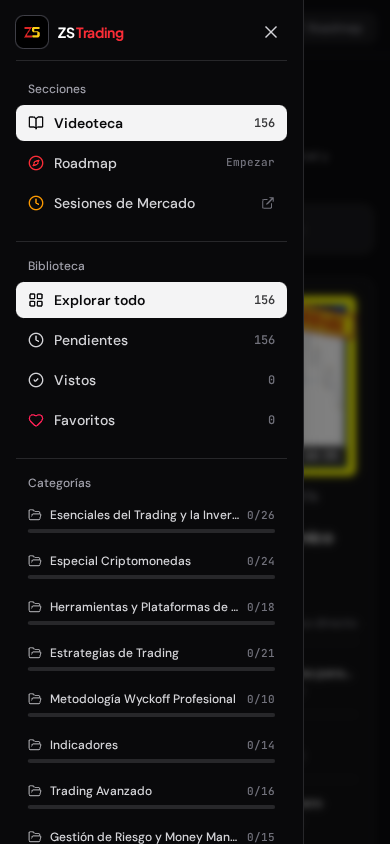 ZS ZSTrading
Secciones
Videoteca 156
Roadmap Empezar
Sesiones de Mercado
Biblioteca
Explorar todo 156
Pendientes 156
Vistos 0
Favoritos 0
Categorías
Esenciales del Trading y la Inver... 0/26
Especial Criptomonedas 0/24
Herramientas y Plataformas de ... 0/18
Estrategias de Trading 0/21
Metodología Wyckoff Profesional 0/10
Indicadores 0/14
Trading Avanzado 0/16
Gestión de Riesgo y Money Man... 0/15